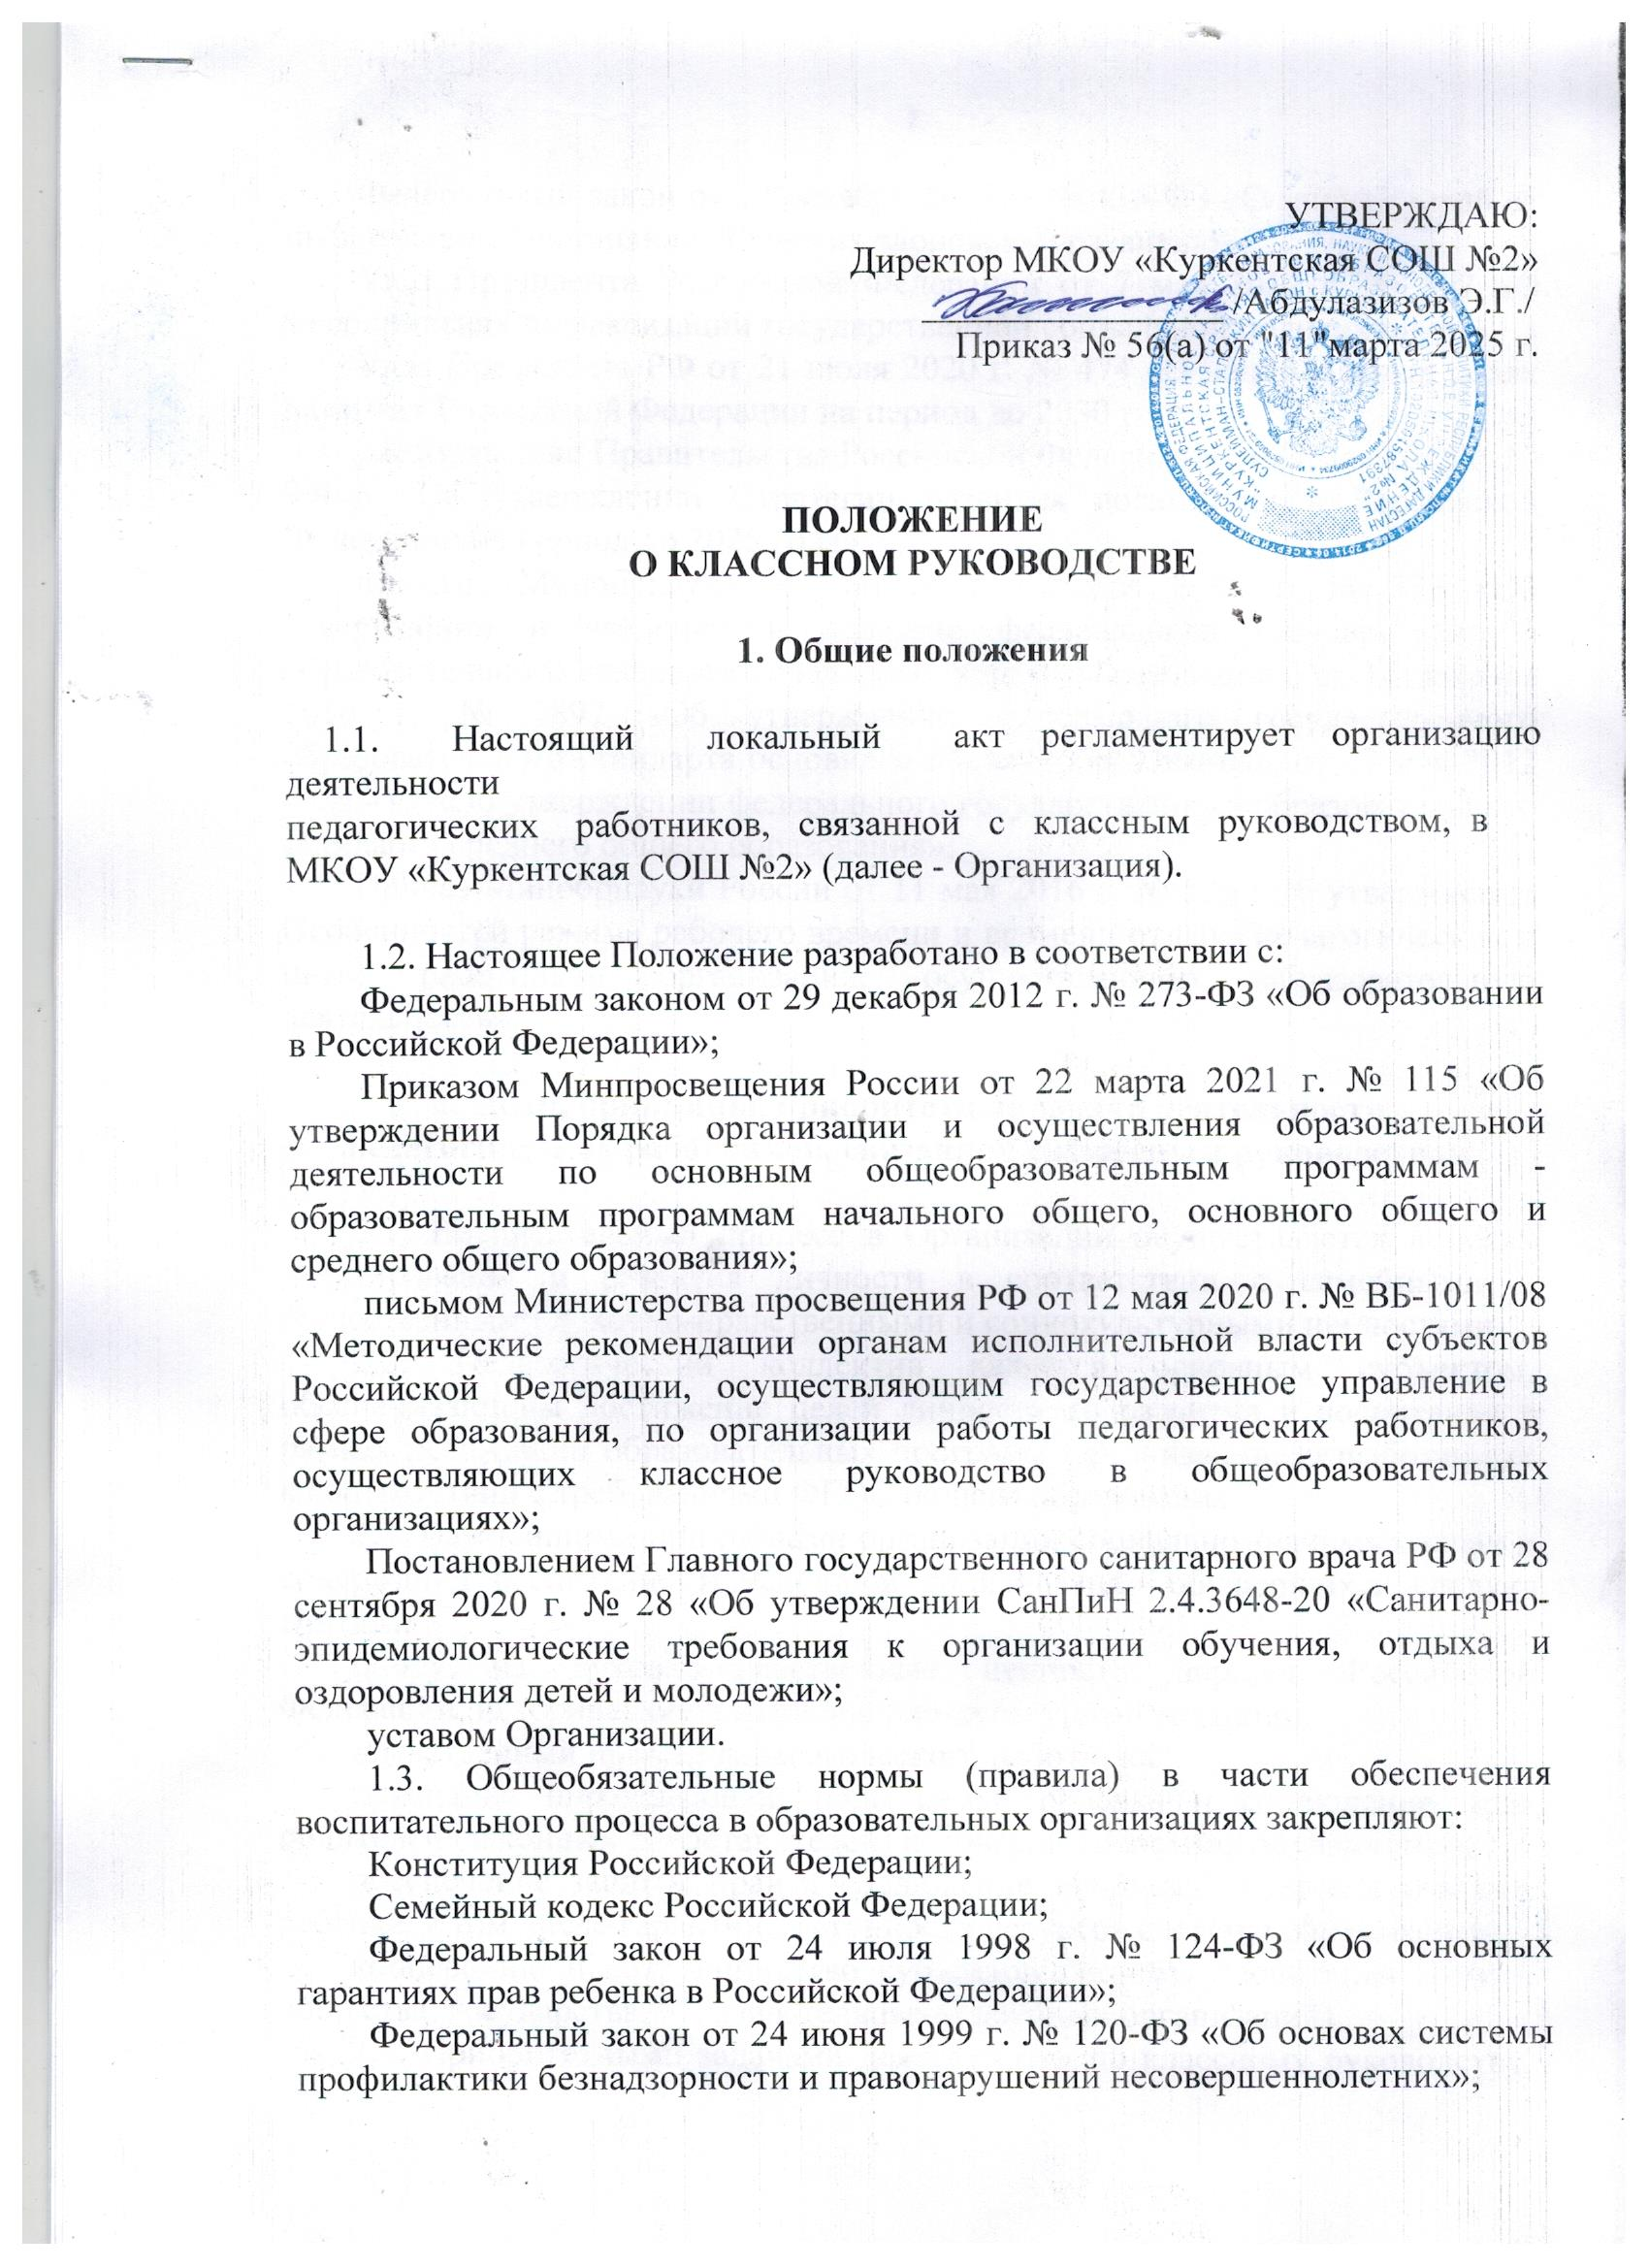 УТВЕРЖДАЮ:
Директор МКОУ «Куркентская СОШ №2»
/Абдулазизов Э.Г./
Приказ № 56(а) от "11"марта 2025 г.
ПОЛОЖЕНИЕ
О КЛАССНОМ РУКОВОДСТВЕ
1. Общие положения
1.1. Настоящий локальный акт регламентирует организацию
деятельности
педагогических работников, связанной с классным руководством, в
МКОУ «Куркентская СОШ №2» (далее - Организация).
1.2. Настоящее Положение разработано в соответствии с:
Федеральным законом от 29 декабря 2012 г. № 273-ФЗ «Об образовании
в Российской Федерации»;
Приказом Минпросвещения России от 22 марта 2021 г. № 115 «Об
утверждении Порядка организации и осуществления образовательной
деятельности по основным общеобразовательным программам -
образовательным программам начального общего, основного общего и
среднего общего образования»;
письмом Министерства просвещения РФ от 12 мая 2020 г. № ВБ-1011/08
«Методические рекомендации органам исполнительной власти субъектов
Российской Федерации, осуществляющим государственное управление в
сфере образования, по организации работы педагогических работников,
осуществляющих классное руководство в общеобразовательных
организациях»;
Постановлением Главного государственного санитарного врача РФ от 28
сентября 2020 г. № 28 «Об утверждении СанПиН 2.4.3648-20 «Санитарно-
эпидемиологические требования к организации обучения, отдыха и
оздоровления детей и молодежи»;
уставом Организации.
1.3. Общеобязательные нормы (правила) в части обеспечения
воспитательного процесса в образовательных организациях закрепляют:
Конституция Российской Федерации;
Семейный кодекс Российской Федерации;
Федеральный закон от 24 июля 1998 г. № 124-ФЗ «Об основных
гарантиях прав ребенка в Российской Федерации»;
Федеральный закон от 24 июня 1999 г. № 120-ФЗ «Об основах системы
профилактики безнадзорности и правонарушений несовершеннолетних»;